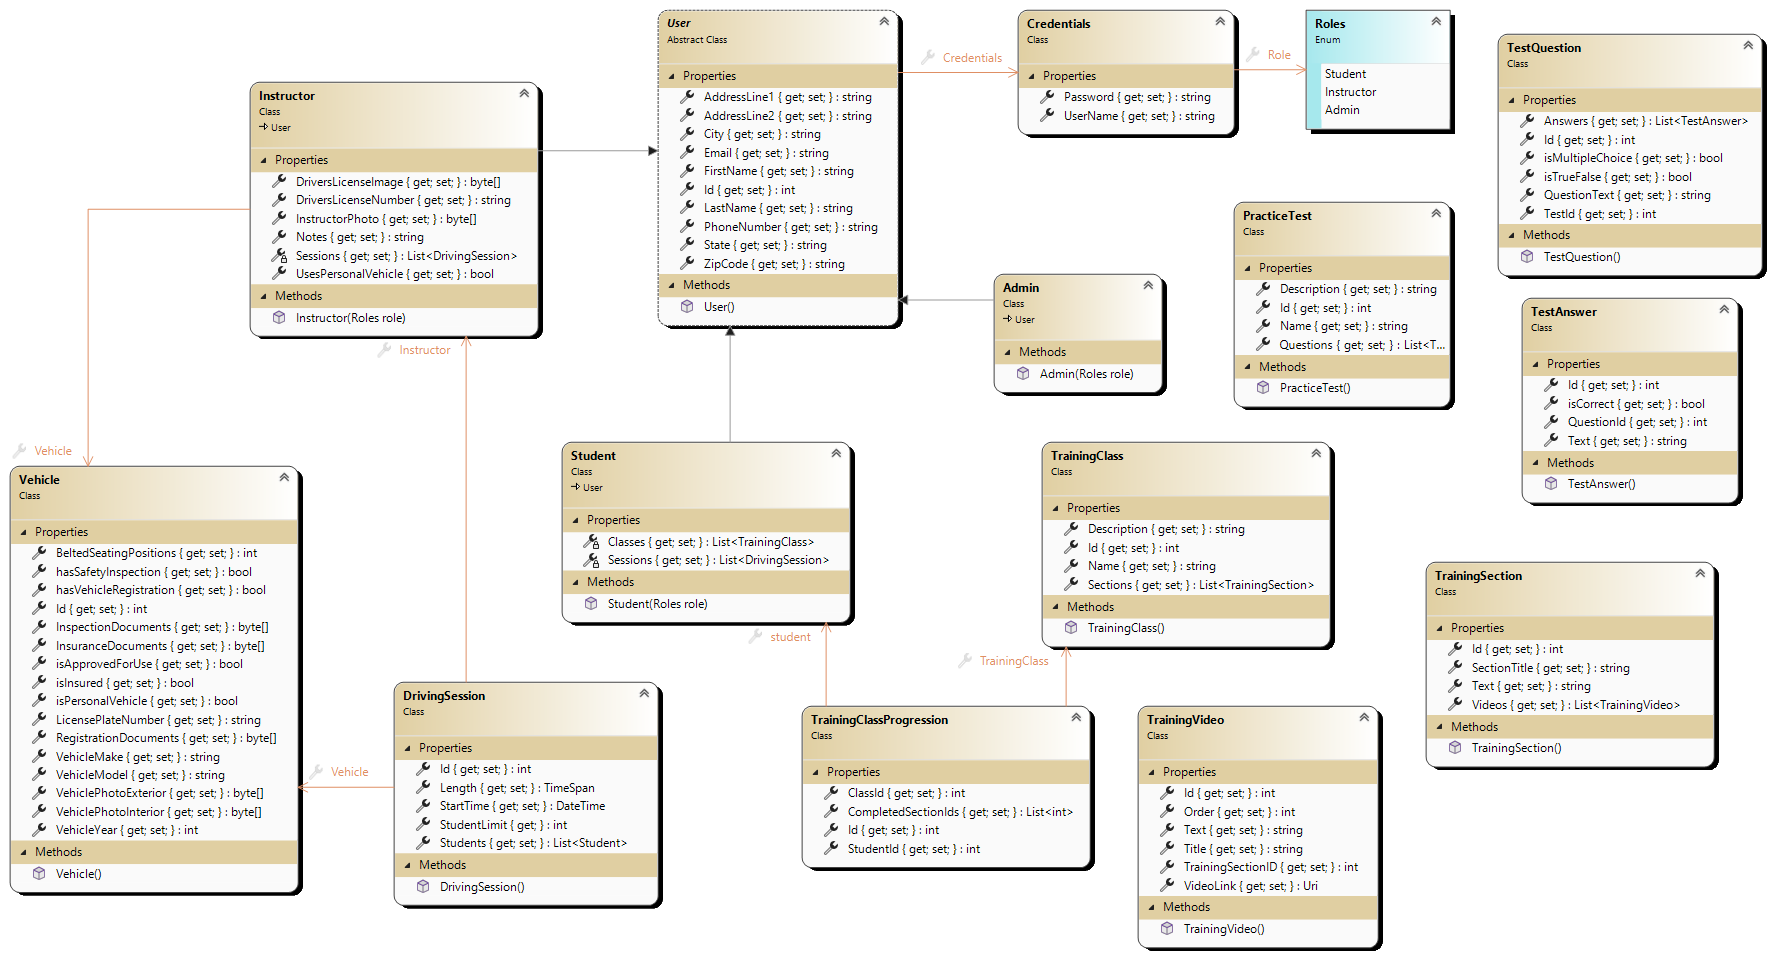 User
Abstract Class
Properties
AddressLine1 { get; set; } : string
AddressLine2 { get; set; } : string
City { get; set; } : string
Email { get; set; } : string
FirstName { get; set; } : string
Id { get; set; } : int
LastName { get; set; } : string
PhoneNumber { get; set; } : string
State { get; set; } : string
ZipCode { get; set; } : string
Methods
User()
Credentials
Credentials
Class
Properties
Password { get; set; } : string
UserName { get; set; } : string
Role
Roles
Enum
Student
Instructor
Admin
TestQuestion
Class
Properties
Answers { get; set; } : List<TestAnswer>
Id { get; set; } : int
isMultipleChoice { get; set; } : bool
isTrueFalse { get; set; } : bool
QuestionText { get; set; } : string
TestId { get; set; } : int
Methods
TestQuestion()
Instructor
Class
User
Properties
DriversLicenseImage { get; set; } : byte[]
DriversLicenseNumber { get; set; } : string
InstructorPhoto { get; set; } : byte[]
Notes { get; set; } : string
Sessions { get; set; } : List<DrivingSession>
UsesPersonalVehicle { get; set; } : bool
Methods
Instructor(Roles role)
Instructor
PracticeTest
Class
Properties
Description { get; set; } : string
Id { get; set; } : int
Name { get; set; } : string
Questions { get; set; } : List<T...
Methods
PracticeTest()
Admin
Class
User
Methods
Admin(Roles role)
TestAnswer
Class
Properties
Id { get; set; } : int
isCorrect { get; set; } : bool
QuestionId { get; set; } : int
Text { get; set; } : string
Methods
TestAnswer()
Vehicle
Vehicle
Class
Properties
BeltedSeatingPositions { get; set; } : int
hasSafetyInspection { get; set; } : bool
hasVehicleRegistration { get; set; } : bool
Id { get; set; } : int
InspectionDocuments { get; set; } : byte[]
InsuranceDocuments { get; set; } : byte[]
isApprovedForUse { get; set; } : bool
isInsured { get; set; } : bool
isPersonalVehicle { get; set; } : bool
LicensePlateNumber { get; set; } : string
RegistrationDocuments { get; set; } : byte[]
VehicleMake { get; set; } : string
VehicleModel { get; set; } : string
VehiclePhotoExterior { get; set; } : byte[]
VehiclePhotoInterior { get; set; } : byte[]
VehicleYear { get; set; } : int
Methods
Vehicle()
Student
Class
User
Properties
Classes { get; set; } : List<TrainingClass>
Sessions { get; set; } : List<DrivingSession>
Methods
Student(Roles role)
student
TrainingClass
Class
Properties
Description { get; set; } : string
Id { get; set; } : int
Name { get; set; } : string
Sections { get; set; } : List<TrainingSection>
Methods
TrainingClass()
TrainingClass
TrainingSection
Class
Properties
Id { get; set; } : int
SectionTitle { get; set; } : string
Text { get; set; } : string
Videos { get; set; } : List<TrainingVideo>
Methods
TrainingSection()
Vehicle
DrivingSession
Class
Properties
Id { get; set; } : int
Length { get; set; } : TimeSpan
StartTime { get; set; } : DateTime
StudentLimit { get; set; } : int
Students { get; set; } : List<Student>
Methods
DrivingSession()
TrainingClassProgression
Class
Properties
ClassId { get; set; } : int
CompletedSectionIds { get; set; } : List<int>
Id { get; set; } : int
StudentId { get; set; } : int
TrainingVideo
Class
Properties
Id { get; set; } : int
Order { get; set; } : int
Text { get; set; } : string
Title { get; set; } : string
TrainingSectionID { get; set; } : int
VideoLink { get; set; } : Uri
Methods
TrainingVideo()